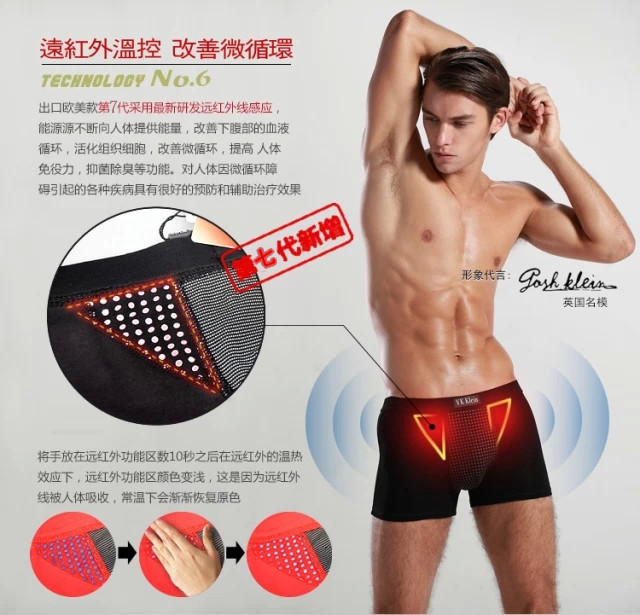 遠紅外溫控 改善微循環
TECHNOLOGY No.6
出口欧美款第7代采用最新研发远红外线感应，
能源源不断向人体提供能量，改善下腹部的血液
循环，活化组织细胞，改善微循环，提高 人体
免役力，抑菌除臭等功能。对人体因微循环障
碍引起的各种疾病具有很好的预防和辅助治疗效果
第七代新增
形象代言：Josh klein
英国名模
VK Klein
将手放在远红外功能区数10秒之后在远红外的温热
效应下，远红外功能区颜色变浅，这是因为远红外
线被人体吸收，常温下会渐渐恢复原色